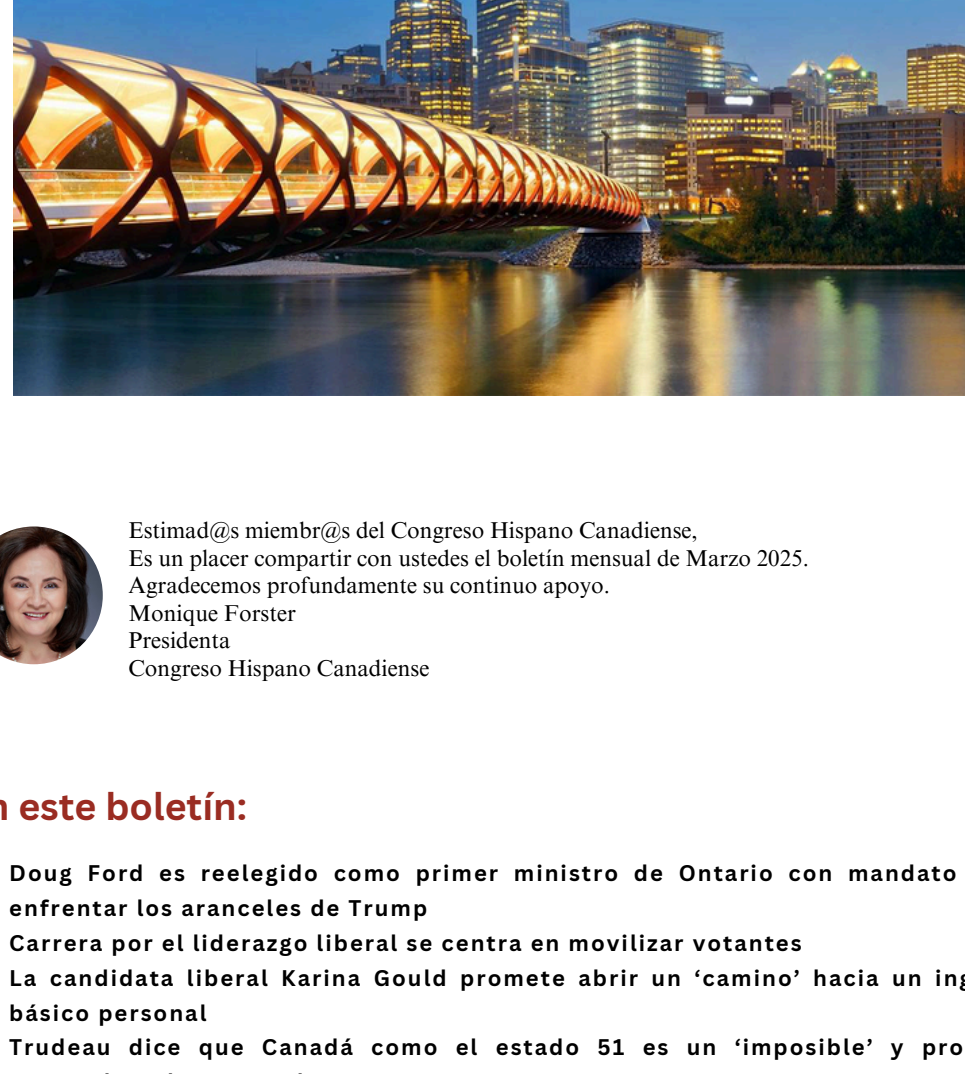 Estimad@s miembr@s del Congreso Hispano Canadiense,
Es un placer compartir con ustedes el boletín mensual de Marzo 2025.
Agradecemos profundamente su continuo apoyo.
Monique Forster
Presidenta
Congreso Hispano Canadiense
este boletín:
Doug Ford es reelegido como primer ministro de Ontario con mandato
enfrentar los aranceles de Trump
Carrera por el liderazgo liberal se centra en movilizar votantes
La candidata liberal Karina Gould promete abrir un ‘camino’ hacia un
básico personal
Trudeau dice que Canadá como el estado 51 es un ‘imposible’ y